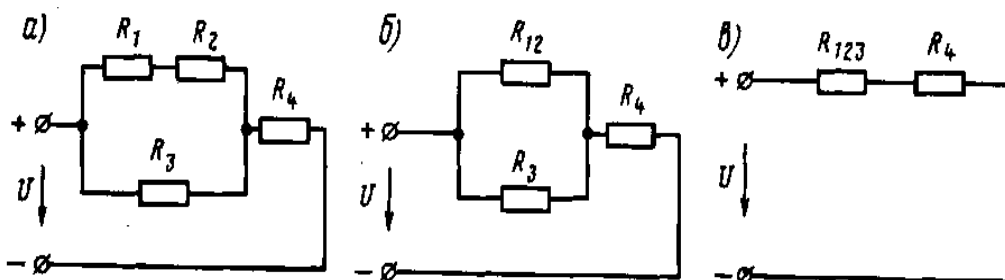 а) R₁ R₂ R₄ + R₃ U −
б) R₁₂ R₄ + R₃ U −
в) R₁₂₃ R₄ + U −